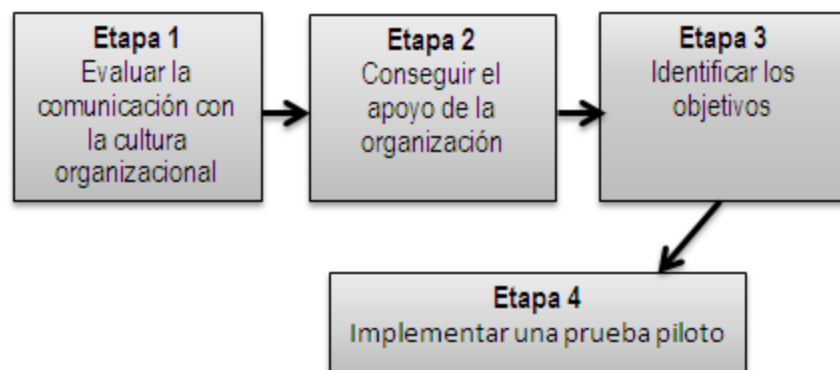 Etapa 1
Evaluar la
comunicación con
la cultura
organizacional
Etapa 2
Conseguir el
apoyo de la
organización
Etapa 3
Identificar los
objetivos
Etapa 4
Implementar una prueba piloto